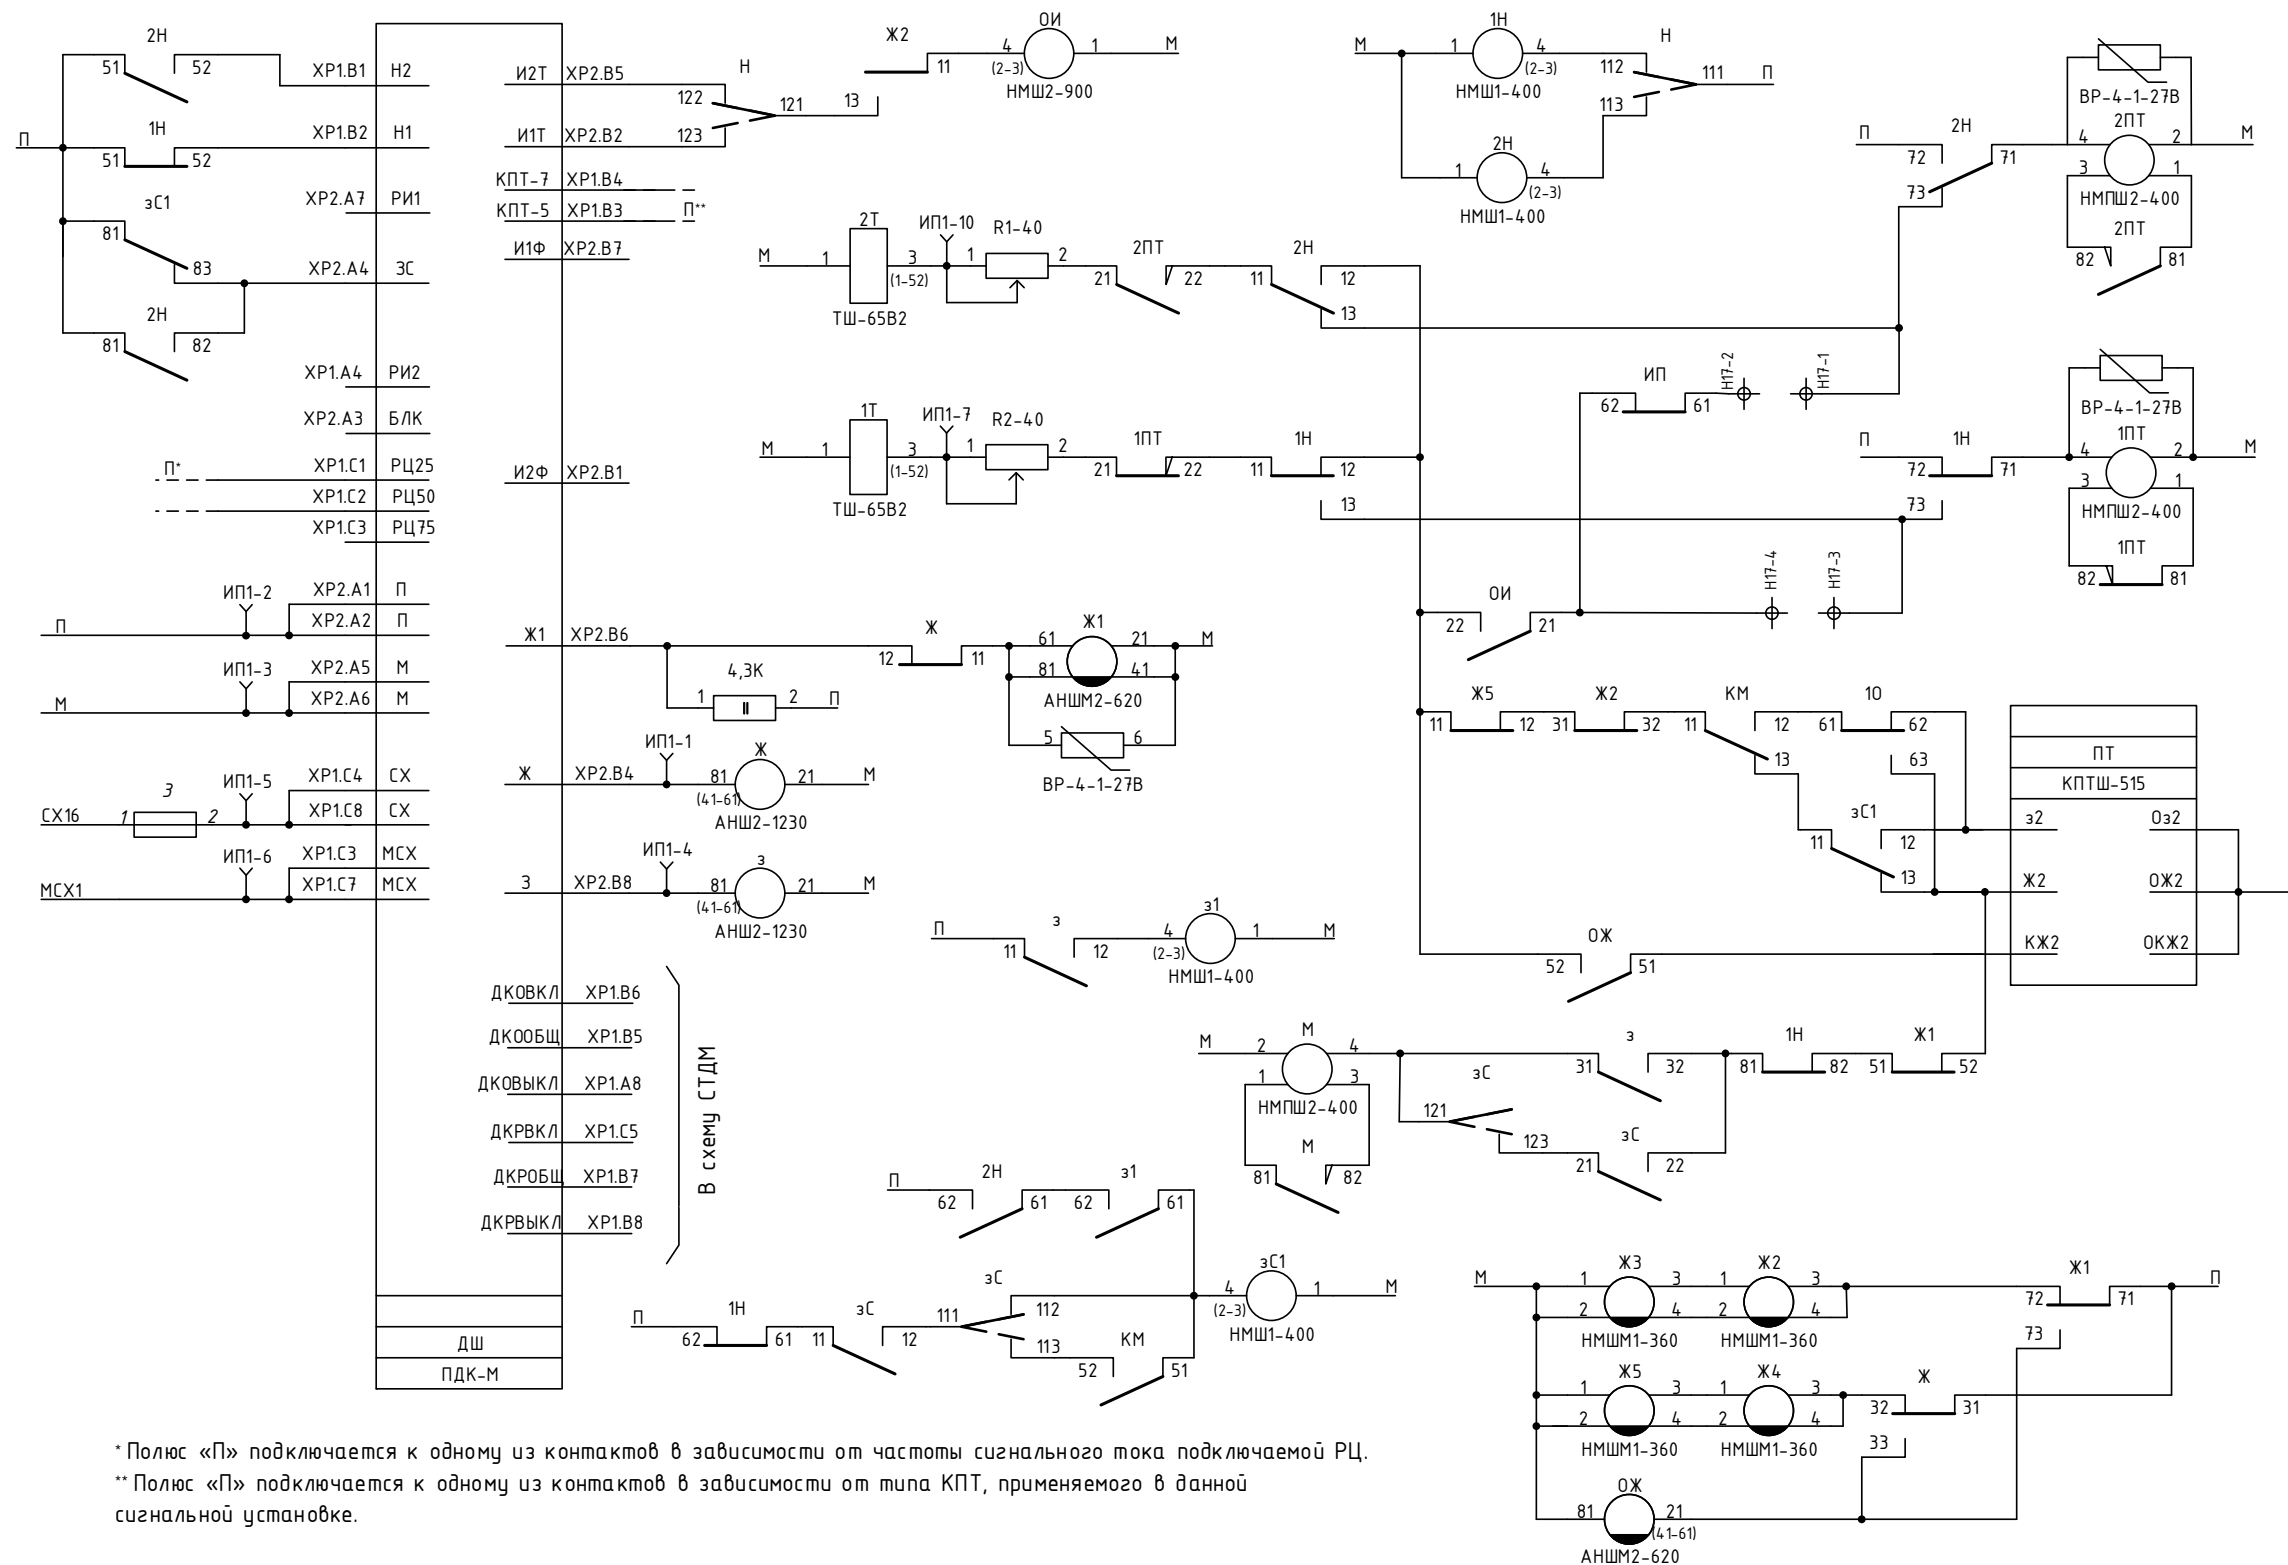 2Н
51
52
ХР1.В1
Н2
П
1Н
51
52
ХР1.В2
Н1
зС1
81
83
ХР2.А7
РИ1
ХР2.А4
ЗС
2Н
81
82
ХР1.А4
РИ2
ХР2.А3
БЛК
П*
ХР1.С1
РЦ25
ХР1.С2
РЦ50
ХР1.С3
РЦ75
ИП1-2
ХР2.А1
П
П
ХР2.А2
П
ИП1-3
ХР2.А5
М
М
ХР2.А6
М
СХ16
1
3
2
ИП1-5
ХР1.С4
СХ
ХР1.С8
СХ
ИП1-6
ХР1.С3
МСХ
МСХ1
ХР1.С7
МСХ
И2Т
ХР2.В5
И1Т
ХР2.В2
КПТ-7
ХР1.В4
КПТ-5
ХР1.В3
П**
И1Ф
ХР2.В7
И2Ф
ХР2.В1
Ж1
ХР2.В6
Ж
ХР2.В4
З
ХР2.В8
ДКОВКЛ
ХР1.В6
ДКООБЩ
ХР1.В5
ДКОВЫКЛ
ХР1.А8
ДКРВКЛ
ХР1.С5
ДКРОБЩ
ХР1.В7
ДКРВЫКЛ
ХР1.В8
В схему СТДМ
ДШ
ПДК-М
Н
122
123
121
13
Ж2
11
ОИ
4
(2-3)
1
М
НМШ2-900
М
1Н
1
4
(2-3)
НМШ1-400
2Н
1
4
(2-3)
НМШ1-400
Н
112
113
111
П
ВР-4-1-27В
2ПТ
П
2Н
72
71
73
4
2
3
1
М
НМПШ2-400
2ПТ
82
81
М
1
2Т
3
(1-52)
ТШ-65В2
ИП1-10
R1-40
1
2
2ПТ
21
22
2Н
11
12
13
М
1
1Т
3
(1-52)
ТШ-65В2
ИП1-7
R2-40
1
2
1ПТ
21
22
1Н
11
12
13
ИП
62
61
Н17-2
Н17-1
ВР-4-1-27В
1ПТ
П
1Н
72
71
73
4
2
3
1
М
НМПШ2-400
1ПТ
82
81
ОИ
22
21
Н17-4
Н17-3
4,3К
1
2
П
Ж
12
11
Ж1
61
21
М
81
41
АНШМ2-620
5
6
ВР-4-1-27В
ИП1-1
Ж
81
21
М
(41-61)
АНШ2-1230
ИП1-4
з
81
21
М
(41-61)
АНШ2-1230
Ж5
11
12
Ж2
31
32
КМ
11
12
13
1О
61
62
63
зС1
11
12
13
ПТ
КПТШ-515
з2
Оз2
Ж2
ОЖ2
КЖ2
ОКЖ2
ОЖ
52
51
П
з
11
12
з1
4
(2-3)
1
М
НМШ1-400
М
М
2
4
1
3
НМПШ2-400
М
81
82
з
31
32
зС
121
123
зС
21
22
1Н
81
82
Ж1
51
52
П
2Н
62
61
з1
62
61
П
1Н
62
61
зС
11
12
зС
111
112
113
КМ
52
51
зС1
4
(2-3)
1
М
НМШ1-400
М
Ж3
1
3
2
4
НМШМ1-360
Ж2
1
3
2
4
НМШМ1-360
Ж1
72
71
73
П
Ж5
1
3
2
4
НМШМ1-360
Ж4
1
3
2
4
НМШМ1-360
Ж
32
31
33
ОЖ
81
21
(41-61)
АНШМ2-620
* Полюс «П» подключается к одному из контактов в зависимости от частоты сигнального тока подключаемой РЦ.
** Полюс «П» подключается к одному из контактов в зависимости от типа КПТ, применяемого в данной
сигнальной установке.